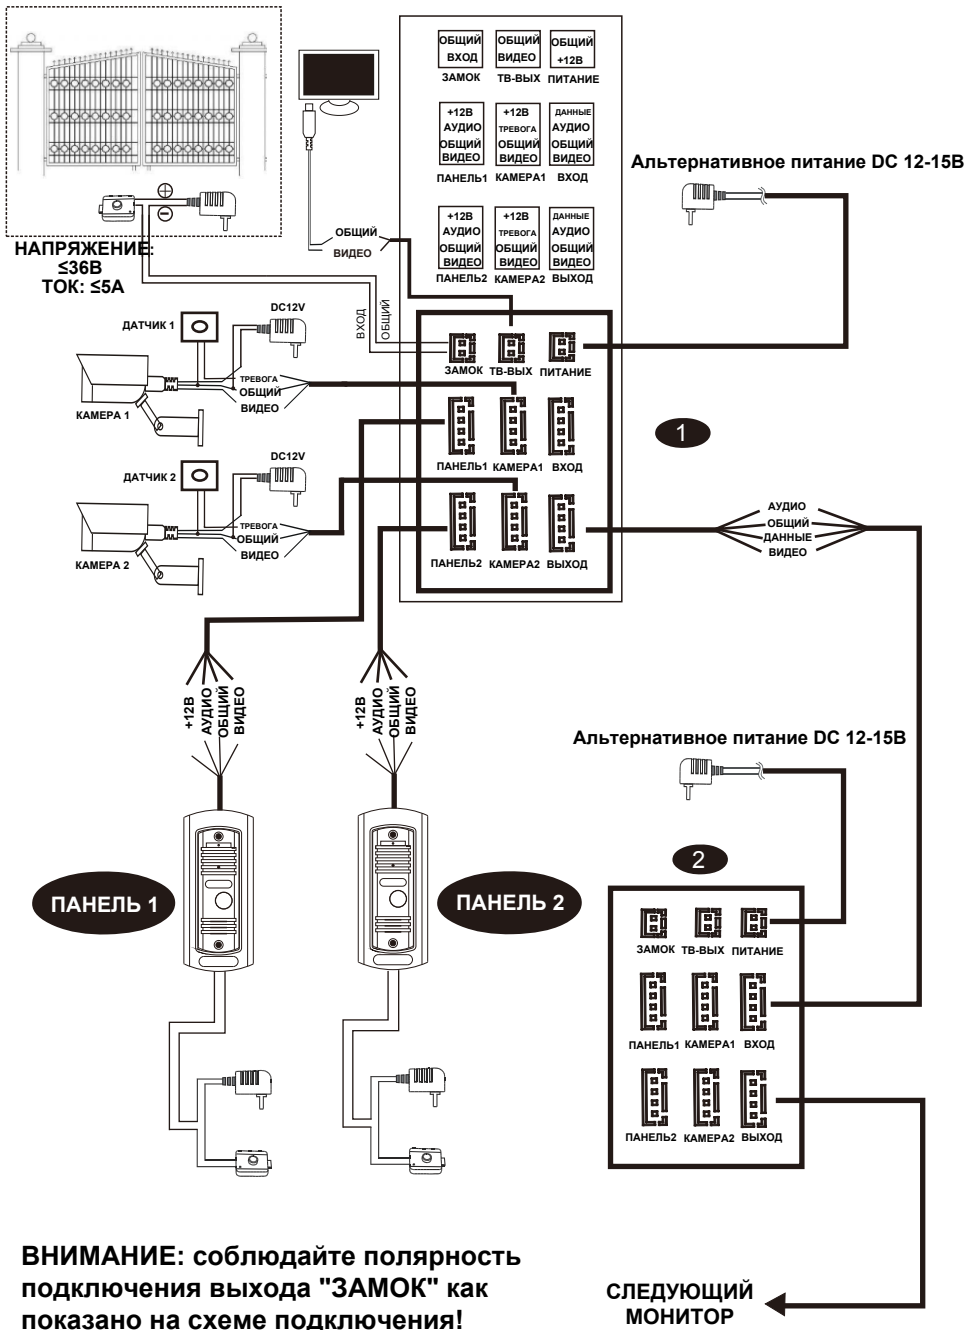 ОБЩИЙ
ВХОД
ЗАМОК
ОБЩИЙ
ВИДЕО
ТВ-ВЫХ
ОБЩИЙ
+12В
ПИТАНИЕ
+12В
АУДИО
ОБЩИЙ
ВИДЕО
ПАНЕЛЬ1
+12В
ТРЕВОГА
ОБЩИЙ
ВИДЕО
КАМЕРА1
ДАННЫЕ
АУДИО
ОБЩИЙ
ВИДЕО
ВХОД
+12В
АУДИО
ОБЩИЙ
ВИДЕО
ПАНЕЛЬ2
+12В
ТРЕВОГА
ОБЩИЙ
ВИДЕО
КАМЕРА2
ДАННЫЕ
АУДИО
ОБЩИЙ
ВИДЕО
ВЫХОД
Альтернативное питание DC 12-15В
НАПРЯЖЕНИЕ:
≤36В
ТОК: ≤5А
ОБЩИЙ
ВИДЕО
ВХОД
ОБЩИЙ
ДАТЧИК 1
DC12V
ТРЕВОГА
ОБЩИЙ
ВИДЕО
КАМЕРА 1
ДАТЧИК 2
DC12V
ТРЕВОГА
ОБЩИЙ
ВИДЕО
КАМЕРА 2
ЗАМОК ТВ-ВЫХ ПИТАНИЕ
ПАНЕЛЬ1 КАМЕРА1 ВХОД
ПАНЕЛЬ2 КАМЕРА2 ВЫХОД
1
АУДИО
ОБЩИЙ
ДАННЫЕ
ВИДЕО
+12В
АУДИО
ОБЩИЙ
ВИДЕО
+12В
АУДИО
ОБЩИЙ
ВИДЕО
Альтернативное питание DC 12-15В
2
ПАНЕЛЬ 1
ПАНЕЛЬ 2
ЗАМОК ТВ-ВЫХ ПИТАНИЕ
ПАНЕЛЬ1 КАМЕРА1 ВХОД
ПАНЕЛЬ2 КАМЕРА2 ВЫХОД
ВНИМАНИЕ: соблюдайте полярность
подключения выхода "ЗАМОК" как
показано на схеме подключения!
СЛЕДУЮЩИЙ
МОНИТОР